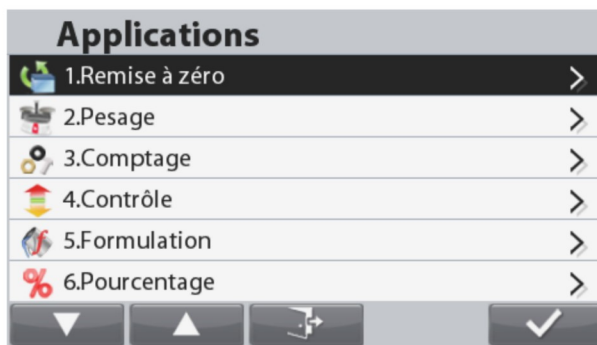 Applications
1.Remise à zéro
2.Pesage
3.Comptage
4.Contrôle
5.Formulation
6.Pourcentage